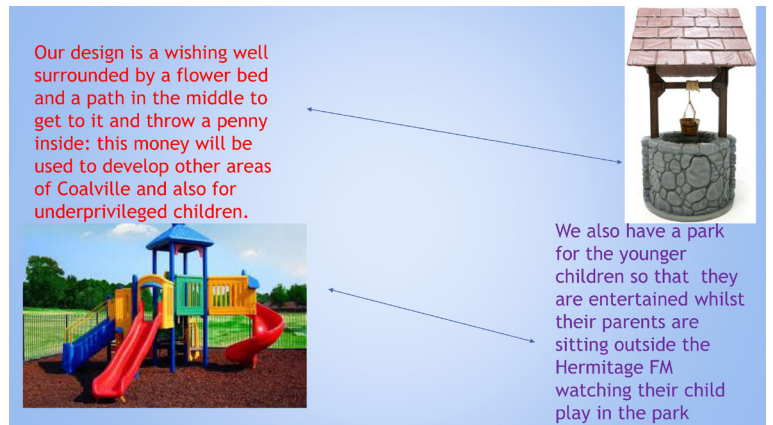 Our design is a wishing well
surrounded by a flower bed
and a path in the middle to
get to it and throw a penny
inside: this money will be
used to develop other areas
of Coalville and also for
underprivileged children.
We also have a park
for the younger
children so that  they
are entertained whilst
their parents are
sitting outside the
Hermitage FM
watching their child
play in the park